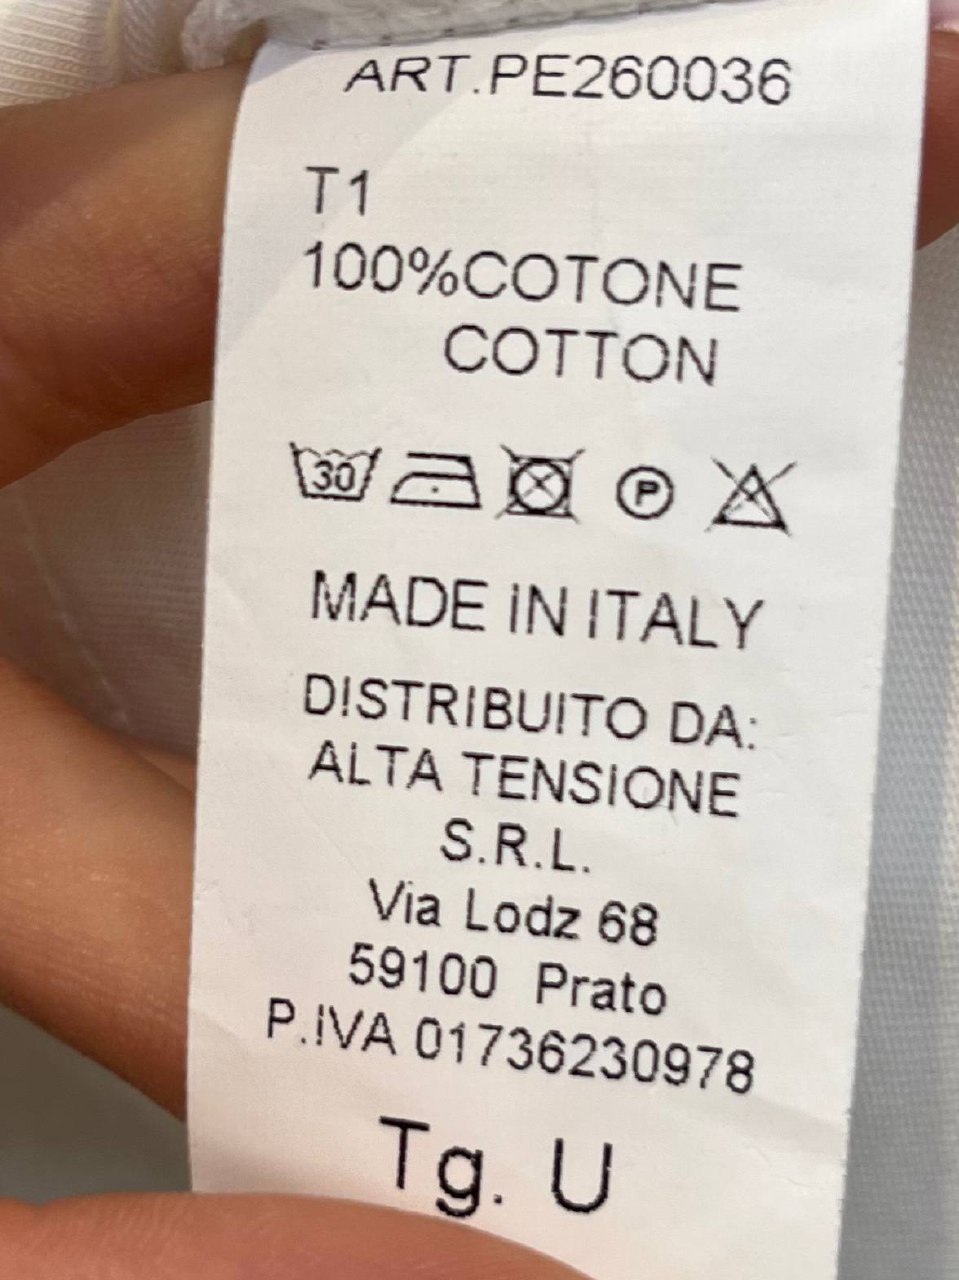 ART.PE260036
T1
100%COTONE
COTTON
30 P
MADE IN ITALY
DISTRIBUITO DA:
ALTA TENSIONE
S.R.L.
Via Lodz 68
59100 Prato
P.IVA 01736230978
Tg. U